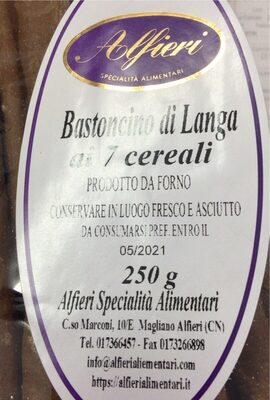 Alfieri
SPECIALITÀ ALIMENTARI
Bastoncino di Langa
ai 7 cereali
PRODOTTO DA FORNO
CONSERVARE IN LUOGO FRESCO E ASCIUTTO
DA CONSUMARSI PREF. ENTRO IL
05/2021
250 g
Alfieri Specialità Alimentari
C.so Marconi, 10/E Magliano Alfieri (CN)
Tel. 017366457 - Fax 0173266898
info@alfierialiementari.com
https://alfierialimentari.it